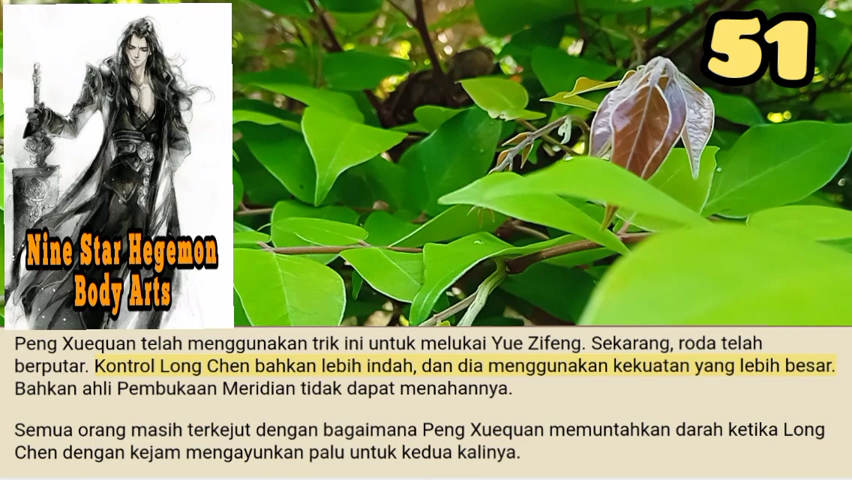 51
Nine Star Hegemon
Body Arts
Peng Xuequan telah menggunakan trik ini untuk melukai Yue Zifeng. Sekarang, roda telah
berputar. Kontrol Long Chen bahkan lebih indah, dan dia menggunakan kekuatan yang lebih besar.
Bahkan ahli Pembukaan Meridian tidak dapat menahannya.
Semua orang masih terkejut dengan bagaimana Peng Xuequan memuntahkan darah ketika Long
Chen dengan kejam mengayunkan palu untuk kedua kalinya.